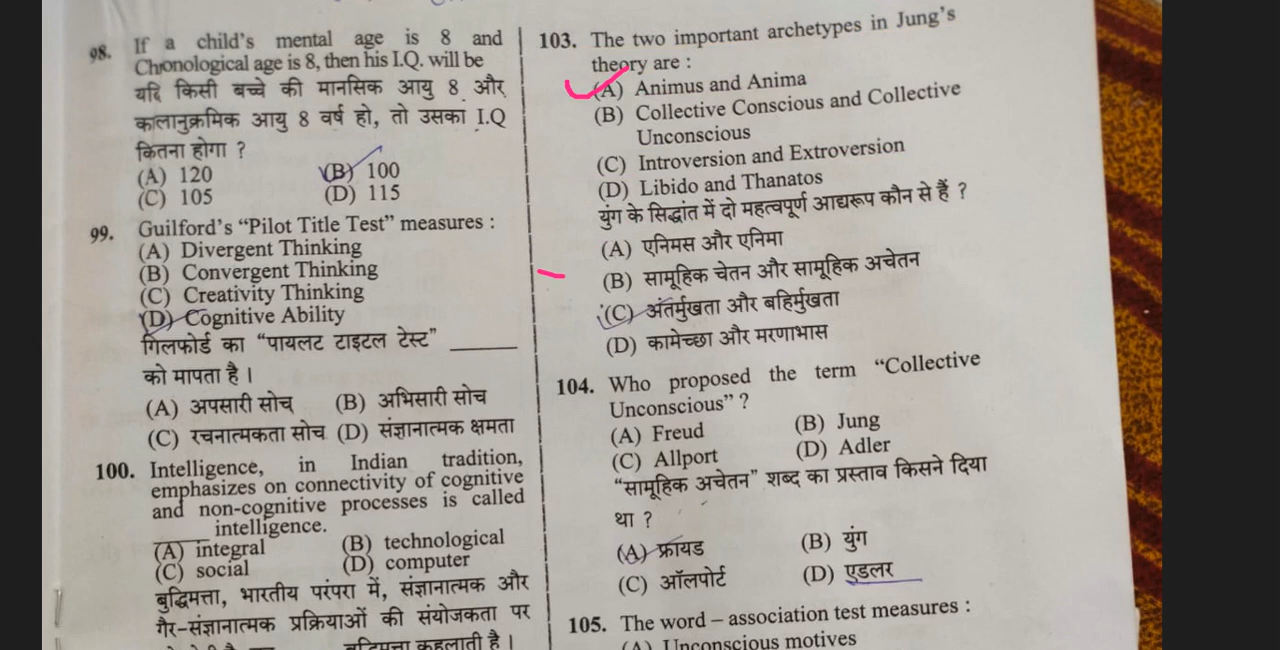 98. If a child's mental age is 8 and
Chronological age is 8, then his I.Q. will be
यदि किसी बच्चे की मानसिक आयु 8 और
कालानुक्रमिक आयु 8 वर्ष हो, तो उसका I.Q
कितना होगा ?
(A) 120 (B) 100
(C) 105 (D) 115
99. Guilford's “Pilot Title Test” measures :
(A) Divergent Thinking
(B) Convergent Thinking
(C) Creativity Thinking
(D) Cognitive Ability
गिलफोर्ड का “पायलट टाइटल टेस्ट” ______
को मापता है ।
(A) अपसारी सोच (B) अभिसारी सोच
(C) रचनात्मकता सोच (D) संज्ञानात्मक क्षमता
100. Intelligence, in Indian tradition,
emphasizes on connectivity of cognitive
and non-cognitive processes is called
______ intelligence.
(A) integral (B) technological
(C) social (D) computer
बुद्धिमत्ता, भारतीय परंपरा में, संज्ञानात्मक और
गैर-संज्ञानात्मक प्रक्रियाओं की संयोजकता पर
बुद्धिमत्ता कहलाती है ।
103. The two important archetypes in Jung's
theory are :
(A) Animus and Anima
(B) Collective Conscious and Collective
Unconscious
(C) Introversion and Extroversion
(D) Libido and Thanatos
युंग के सिद्धांत में दो महत्वपूर्ण आद्यरूप कौन से हैं ?
(A) एनिमस और एनिमा
(B) सामूहिक चेतन और सामूहिक अचेतन
(C) अंतर्मुखता और बहिर्मुखता
(D) कामेच्छा और मरणाभास
104. Who proposed the term “Collective
Unconscious” ?
(A) Freud (B) Jung
(C) Allport (D) Adler
“सामूहिक अचेतन” शब्द का प्रस्ताव किसने दिया
था ?
(A) फ्रायड (B) युंग
(C) ऑलपोर्ट (D) एडलर
105. The word – association test measures :
(A) Unconscious motives